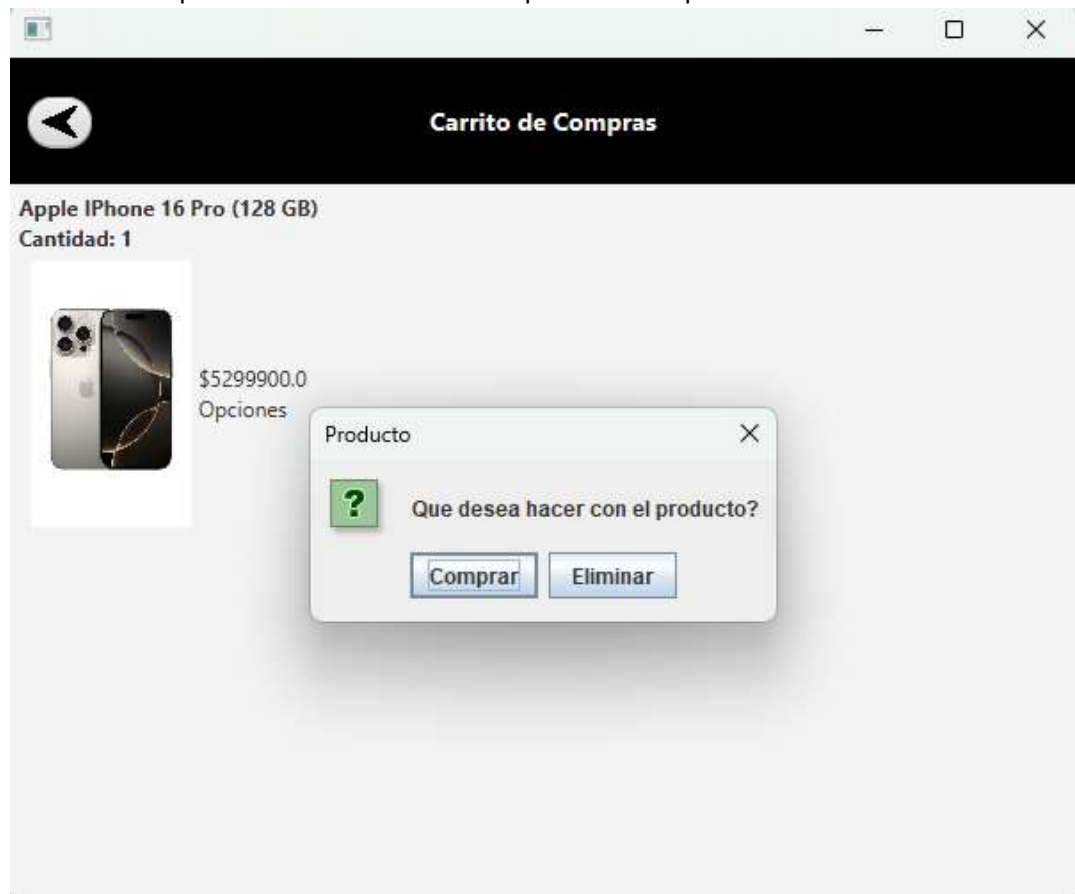 Carrito de Compras
Apple IPhone 16 Pro (128 GB)
Cantidad: 1
$5299900.0
Opciones
Producto
?
Que desea hacer con el producto?
Comprar
Eliminar